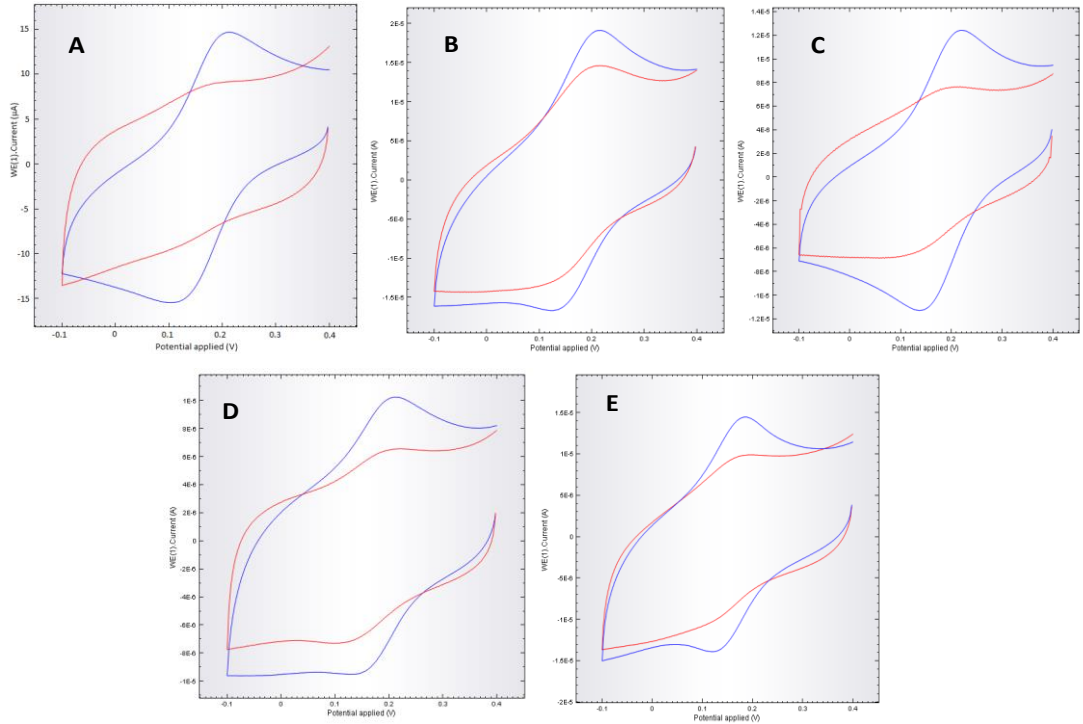 A
WE(1).Current (µA)
15
10
5
0
-5
-10
-15
-0.1 0 0.1 0.2 0.3 0.4
Potential applied (V)
B
WE(1).Current (A)
2E-5
1.5E-5
1E-5
5E-6
0
-5E-6
-1E-5
-1.5E-5
-0.1 0 0.1 0.2 0.3 0.4
Potential applied (V)
C
WE(1).Current (A)
1.4E-5
1.2E-5
1E-5
8E-6
6E-6
4E-6
2E-6
0
-2E-6
-4E-6
-6E-6
-8E-6
-1E-5
-1.2E-5
-0.1 0 0.1 0.2 0.3 0.4
Potential applied (V)
D
WE(1).Current (A)
1E-5
8E-6
6E-6
4E-6
2E-6
0
-2E-6
-4E-6
-6E-6
-8E-6
-1E-5
-0.1 0 0.1 0.2 0.3 0.4
Potential applied (V)
E
WE(1).Current (A)
1.5E-5
1E-5
5E-6
0
-5E-6
-1E-5
-1.5E-5
-2E-5
-0.1 0 0.1 0.2 0.3 0.4
Potential applied (V)